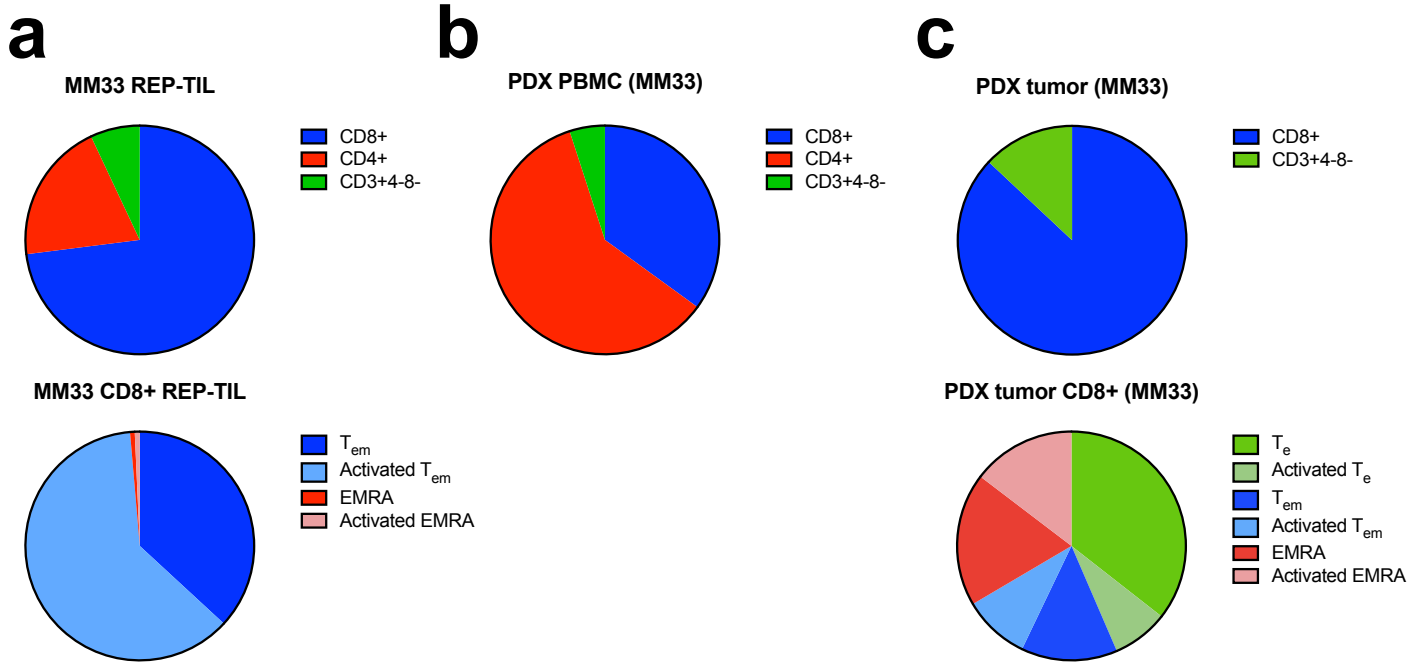 a
MM33 REP-TIL
CD8+
CD4+
CD3+4-8-
MM33 CD8+ REP-TIL
Tem
Activated Tem
EMRA
Activated EMRA
b
PDX PBMC (MM33)
CD8+
CD4+
CD3+4-8-
c
PDX tumor (MM33)
CD8+
CD3+4-8-
PDX tumor CD8+ (MM33)
Te
Activated Te
Tem
Activated Tem
EMRA
Activated EMRA